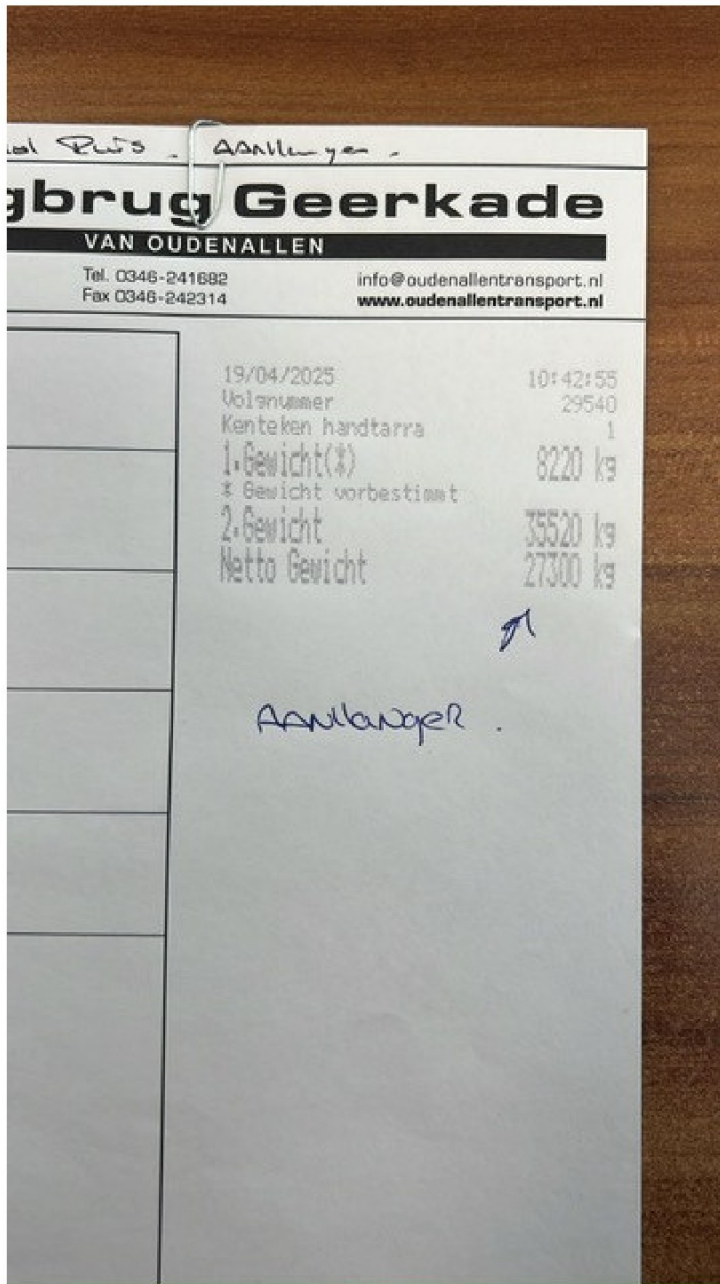 Ruis. Aanhanger.
gbrug Geerkade
VAN OUDENALLEN
Tel. 0346-241682 info@oudenallentransport.nl
Fax 0346-242314 www.oudenallentransport.nl
19/04/2025 10:42:55
Volgnummer 29540
Kenteken handtarra 1
1.Gewicht(*) 8220 kg
* Gewicht vorbestimmt
2.Gewicht 35520 kg
Netto Gewicht 27300 kg
AANHANGER.